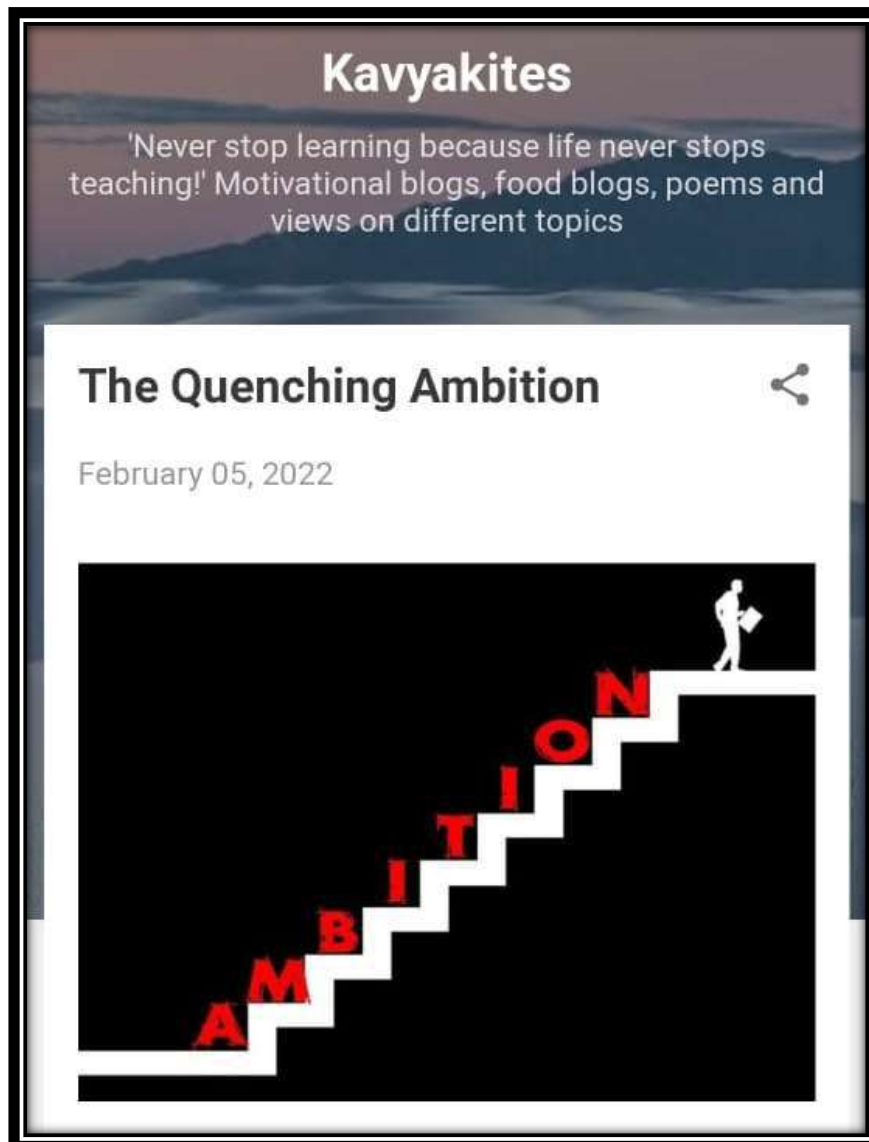 Kavyakites
'Never stop learning because life never stops
teaching!' Motivational blogs, food blogs, poems and
views on different topics
The Quenching Ambition
February 05, 2022
AMBITION